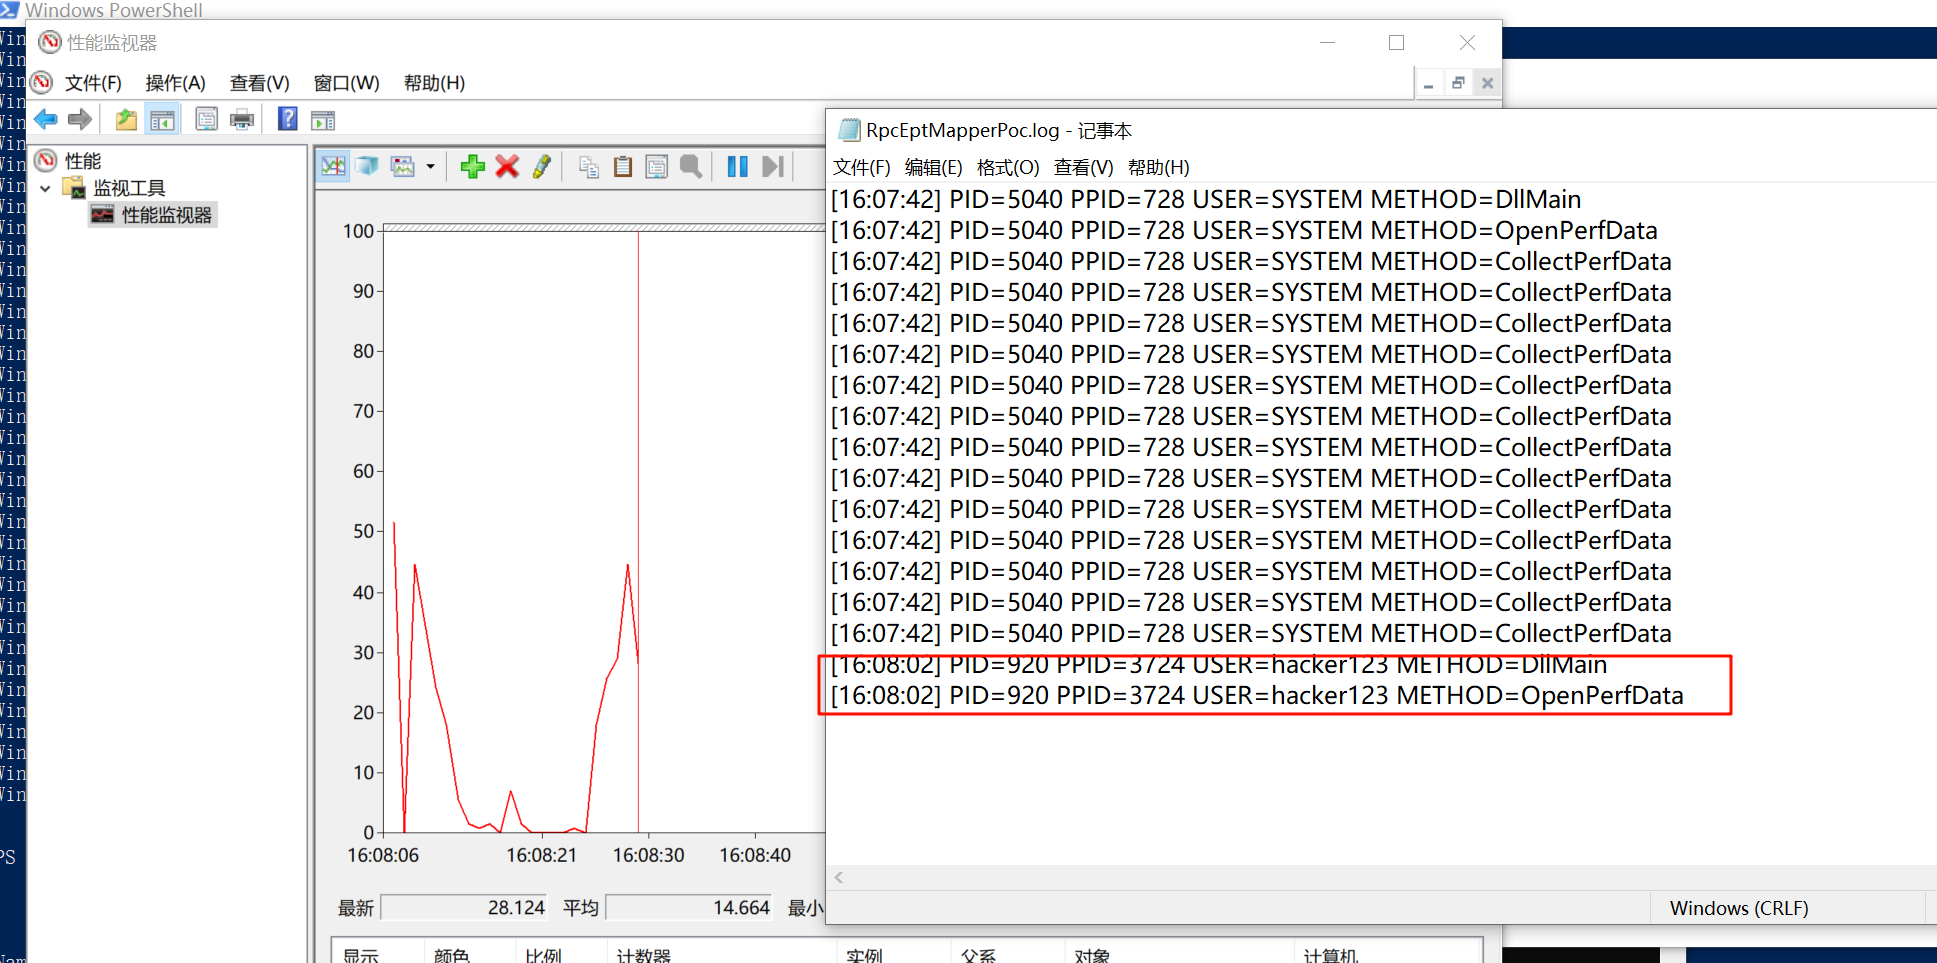 Windows PowerShell
性能监视器
文件(F) 操作(A) 查看(V) 窗口(W) 帮助(H)
性能
监视工具
性能监视器
100
90
80
70
60
50
40
30
20
10
0
16:08:06 16:08:21 16:08:30 16:08:40
最新 28.124 平均 14.664 最小
显示 颜色 比例 计数器 实例 父系 对象 计算机
RpcEptMapperPoc.log - 记事本
文件(F) 编辑(E) 格式(O) 查看(V) 帮助(H)
[16:07:42] PID=5040 PPID=728 USER=SYSTEM METHOD=DllMain
[16:07:42] PID=5040 PPID=728 USER=SYSTEM METHOD=OpenPerfData
[16:07:42] PID=5040 PPID=728 USER=SYSTEM METHOD=CollectPerfData
[16:07:42] PID=5040 PPID=728 USER=SYSTEM METHOD=CollectPerfData
[16:07:42] PID=5040 PPID=728 USER=SYSTEM METHOD=CollectPerfData
[16:07:42] PID=5040 PPID=728 USER=SYSTEM METHOD=CollectPerfData
[16:07:42] PID=5040 PPID=728 USER=SYSTEM METHOD=CollectPerfData
[16:07:42] PID=5040 PPID=728 USER=SYSTEM METHOD=CollectPerfData
[16:07:42] PID=5040 PPID=728 USER=SYSTEM METHOD=CollectPerfData
[16:07:42] PID=5040 PPID=728 USER=SYSTEM METHOD=CollectPerfData
[16:07:42] PID=5040 PPID=728 USER=SYSTEM METHOD=CollectPerfData
[16:07:42] PID=5040 PPID=728 USER=SYSTEM METHOD=CollectPerfData
[16:07:42] PID=5040 PPID=728 USER=SYSTEM METHOD=CollectPerfData
[16:07:42] PID=5040 PPID=728 USER=SYSTEM METHOD=CollectPerfData
[16:07:42] PID=5040 PPID=728 USER=SYSTEM METHOD=CollectPerfData
[16:08:02] PID=920 PPID=3724 USER=hacker123 METHOD=DllMain
[16:08:02] PID=920 PPID=3724 USER=hacker123 METHOD=OpenPerfData
Windows (CRLF)